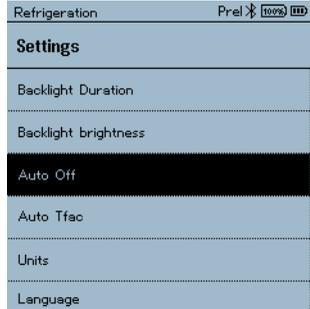 Refrigeration Prel 100%
Settings
Backlight Duration
Backlight brightness
Auto Off
Auto Tfac
Units
Language